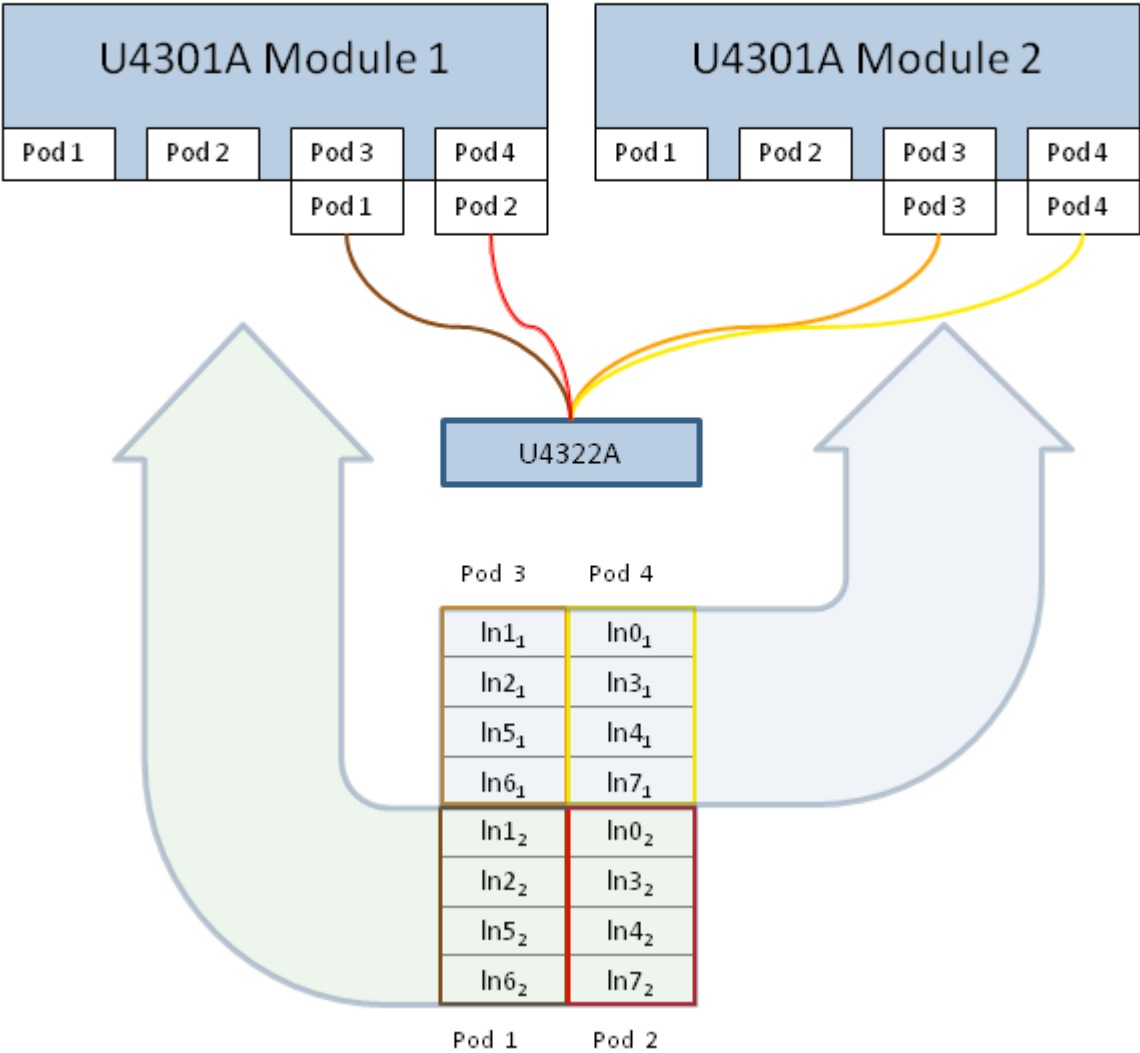 U4301A Module 1 U4301A Module 2
Pod 1 Pod 2 Pod 3 Pod 4 Pod 1 Pod 2 Pod 3 Pod 4
Pod 1 Pod 2 Pod 3 Pod 4
U4322A
Pod 3 Pod 4
ln1₁ ln0₁
ln2₁ ln3₁
ln5₁ ln4₁
ln6₁ ln7₁
ln1₂ ln0₂
ln2₂ ln3₂
ln5₂ ln4₂
ln6₂ ln7₂
Pod 1 Pod 2